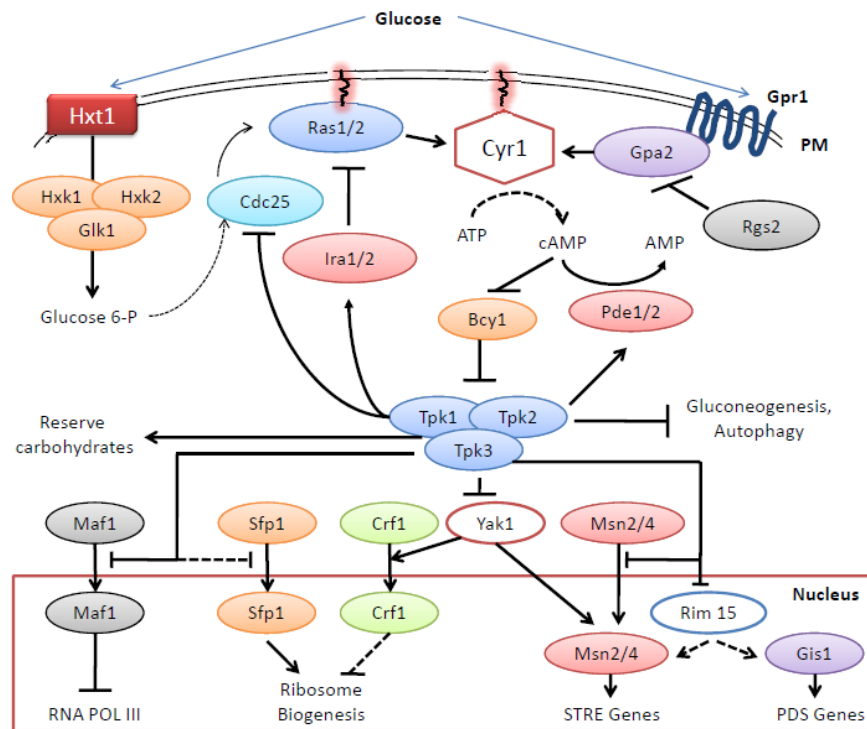 Glucose
Hxt1
Gpr1
PM
Ras1/2
Cyr1
Gpa2
Hxk1
Hxk2
Glk1
Cdc25
Rgs2
ATP
cAMP
AMP
Ira1/2
Glucose 6-P
Bcy1
Pde1/2
Tpk1
Tpk2
Tpk3
Gluconeogenesis,
Autophagy
Reserve
carbohydrates
Maf1
Sfp1
Crf1
Yak1
Msn2/4
Nucleus
Maf1
Sfp1
Crf1
Rim 15
Msn2/4
Gis1
RNA POL III
Ribosome
Biogenesis
STRE Genes
PDS Genes